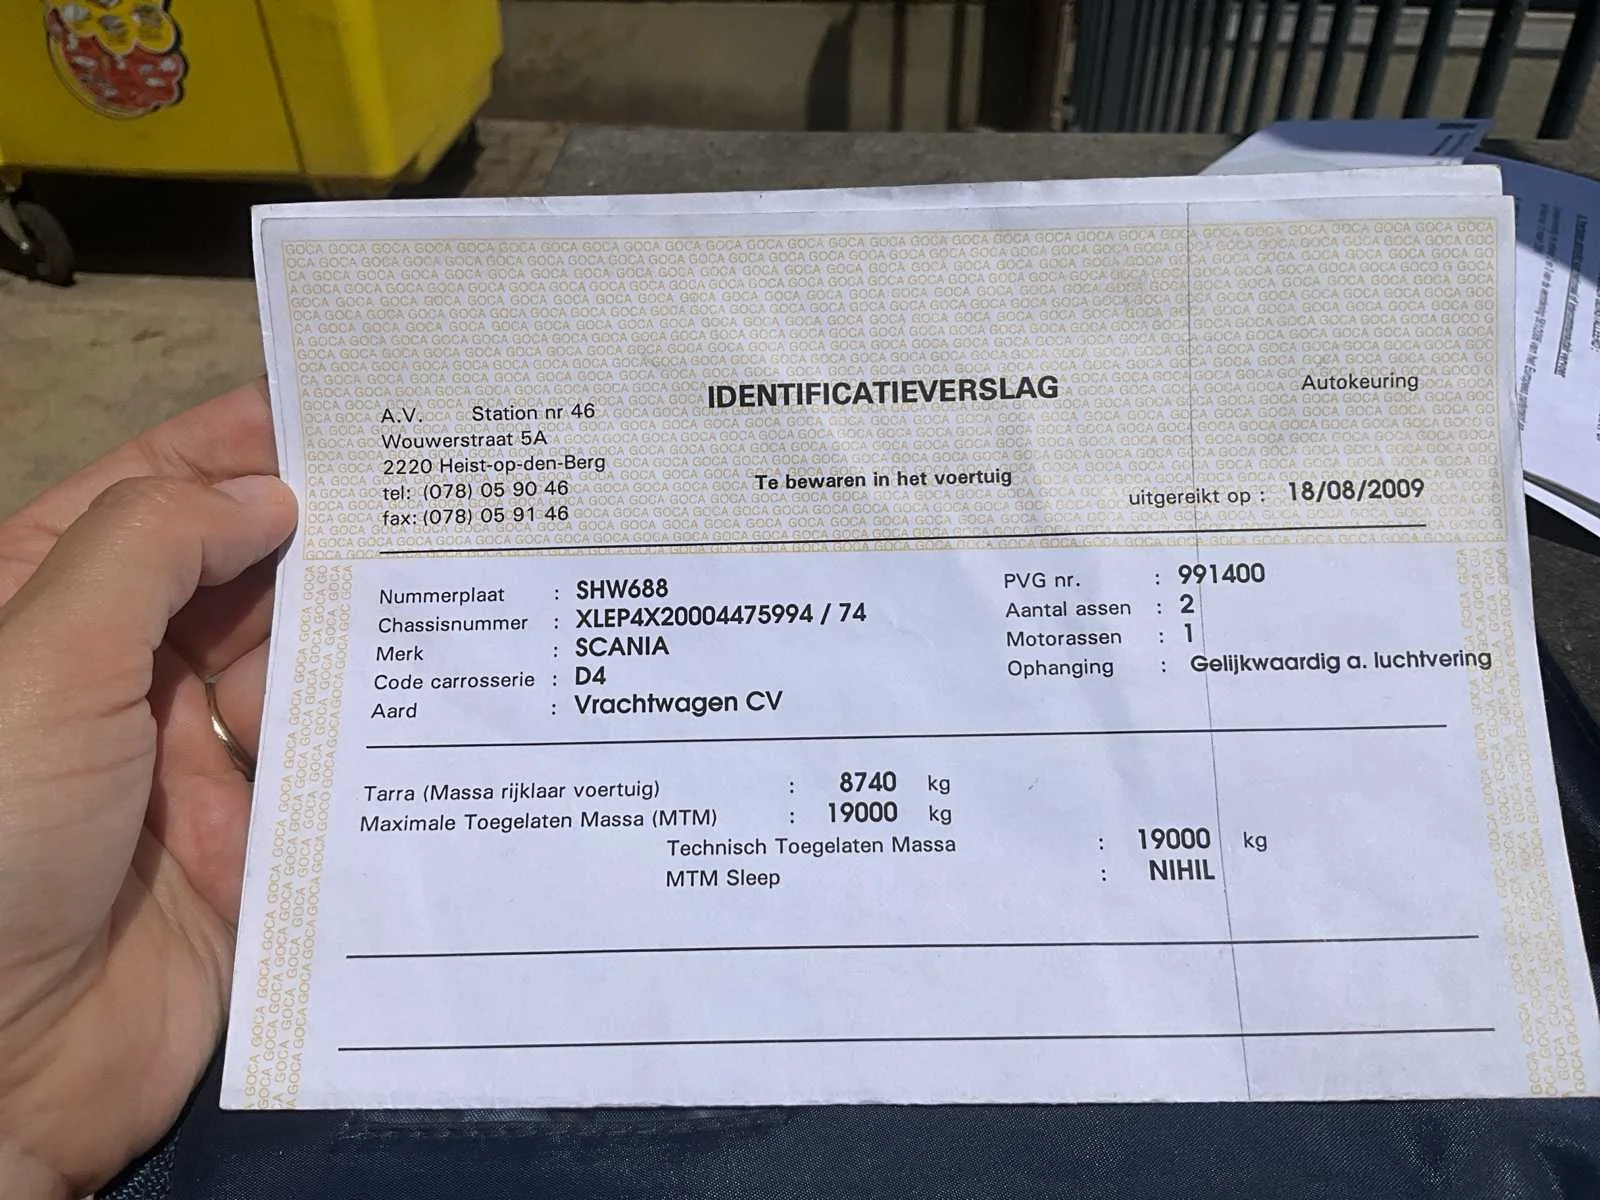 IDENTIFICATIEVERSLAG
Autokeuring
A.V. Station nr 46
Wouwerstraat 5A
2220 Heist-op-den-Berg
tel: (078) 05 90 46
fax: (078) 05 91 46
Te bewaren in het voertuig
uitgereikt op : 18/08/2009
Nummerplaat : SHW688
Chassisnummer : XLEP4X20004475994 / 74
Merk : SCANIA
Code carrosserie : D4
Aard : Vrachtwagen CV
PVG nr. : 991400
Aantal assen : 2
Motorassen : 1
Ophanging : Gelijkwaardig a. luchtvering
Tarra (Massa rijklaar voertuig) : 8740 kg
Maximale Toegelaten Massa (MTM) : 19000 kg
Technisch Toegelaten Massa : 19000 kg
MTM Sleep : NIHIL